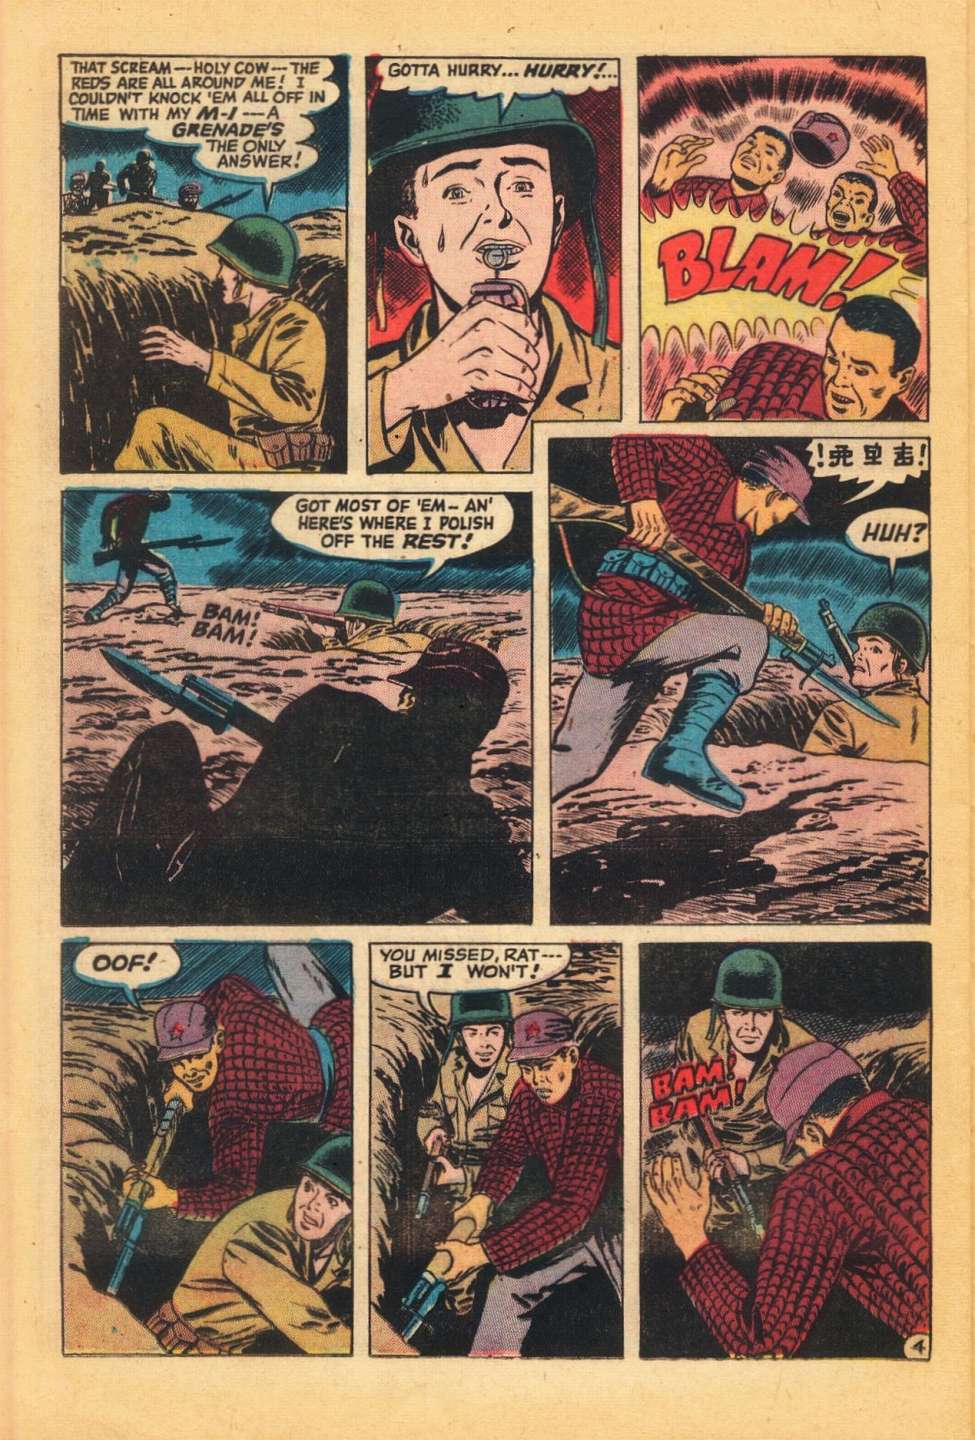 THAT SCREAM---HOLY COW---THE
REDS ARE ALL AROUND ME! I
COULDN'T KNOCK 'EM ALL OFF IN
TIME WITH MY M-1---A
GRENADE'S
THE ONLY
ANSWER!
GOTTA HURRY... HURRY!...
BLAM!
GOT MOST OF 'EM- AN'
HERE'S WHERE I POLISH
OFF THE REST!
BAM!
BAM!
HUH?
OOF!
YOU MISSED, RAT---
BUT I WON'T!
BAM!
BAM!
4